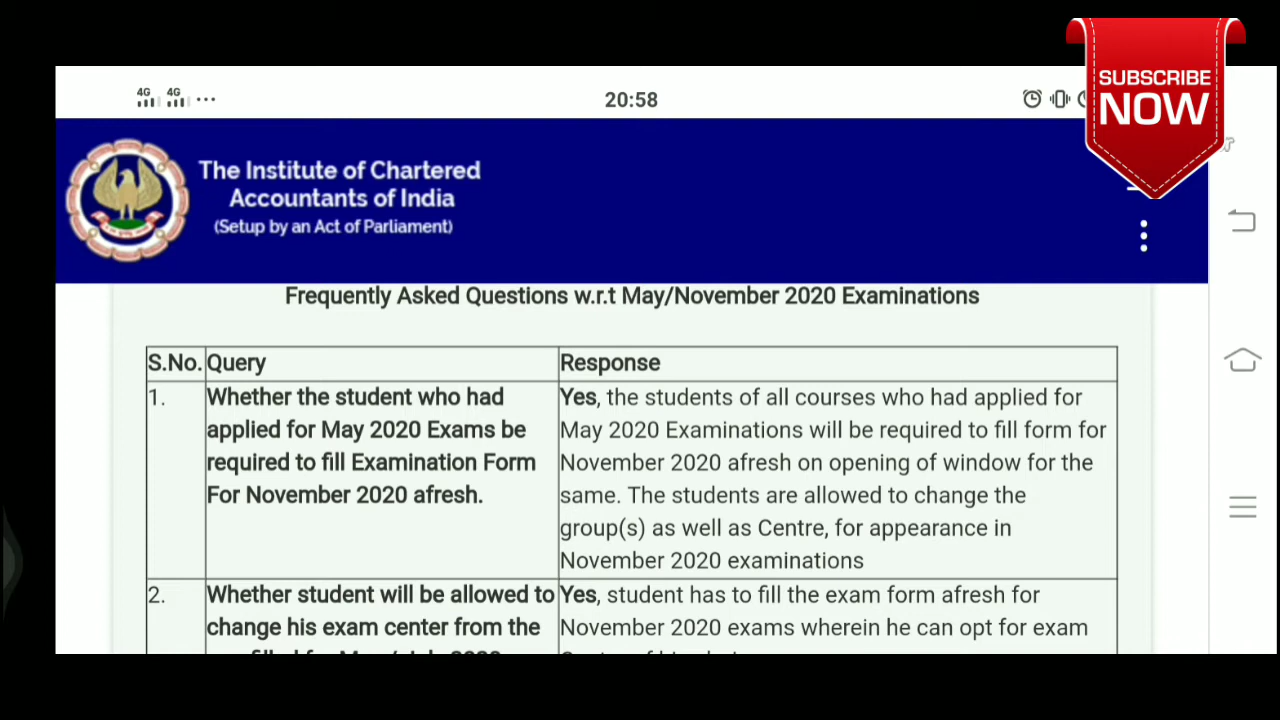 4G 4G
20:58
SUBSCRIBE
NOW
The Institute of Chartered
Accountants of India
(Setup by an Act of Parliament)
Frequently Asked Questions w.r.t May/November 2020 Examinations
S.No. Query Response
1. Whether the student who had Yes, the students of all courses who had applied for
applied for May 2020 Exams be May 2020 Examinations will be required to fill form for
required to fill Examination Form November 2020 afresh on opening of window for the
For November 2020 afresh. same. The students are allowed to change the
group(s) as well as Centre, for appearance in
November 2020 examinations
2. Whether student will be allowed to Yes, student has to fill the exam form afresh for
change his exam center from the November 2020 exams wherein he can opt for exam